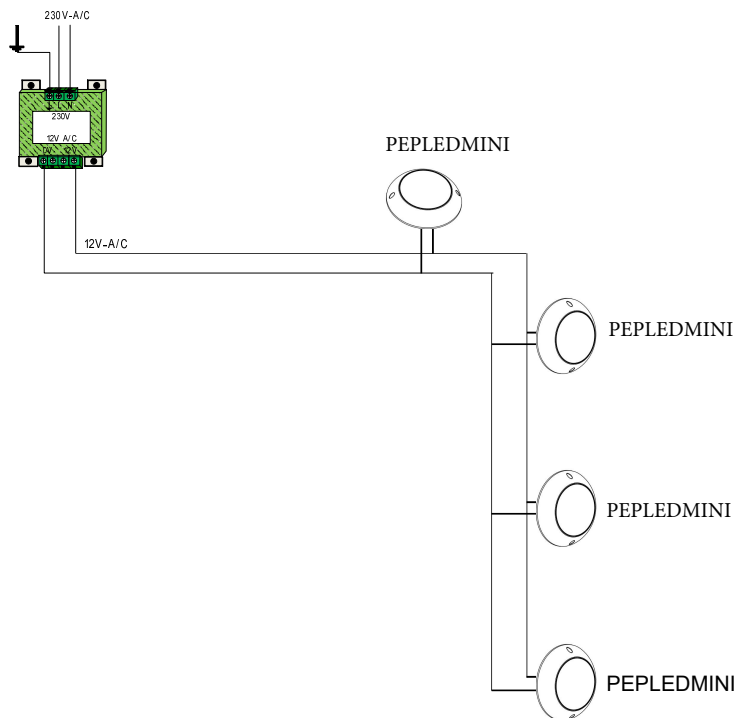 230V-A/C
L N
230V
12V A/C
0V 12V
PEPLEDMINI
12V-A/C
PEPLEDMINI
PEPLEDMINI
PEPLEDMINI